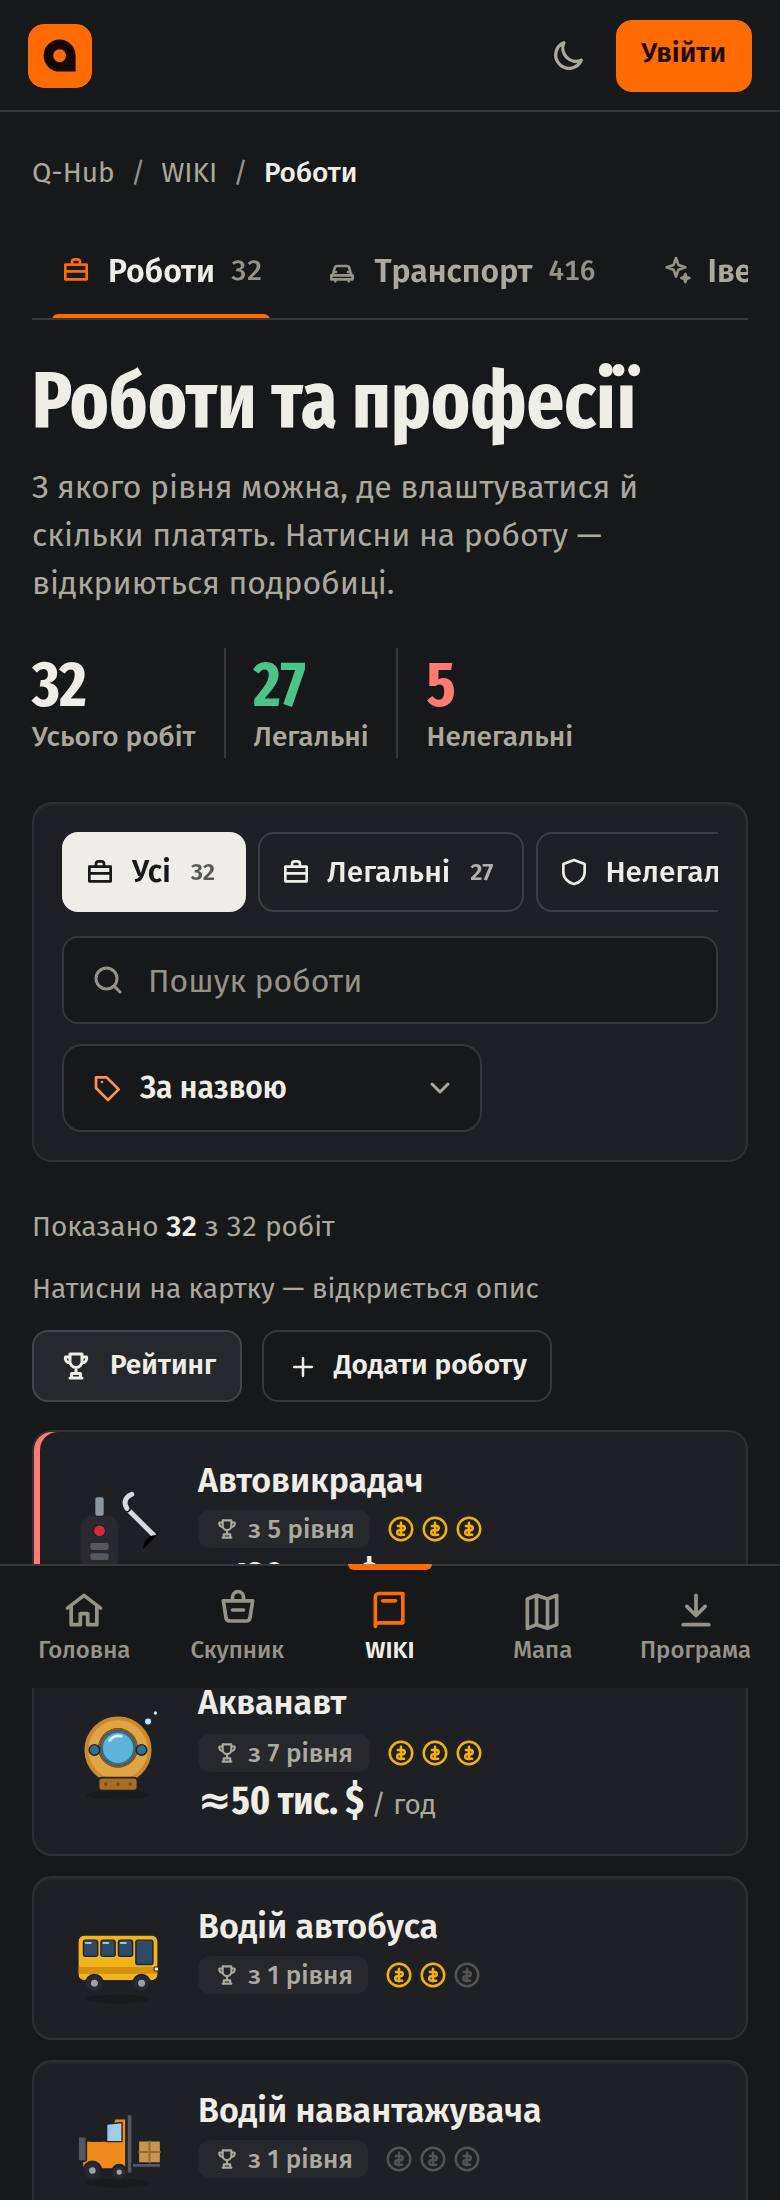 Увійти
Q-Hub / WIKI / Роботи
Роботи 32 Транспорт 416 Іве
Роботи та професії
З якого рівня можна, де влаштуватися й
скільки платять. Натисни на роботу —
відкриються подробиці.
32 27 5
Усього робіт Легальні Нелегальні
Усі 32 Легальні 27 Нелегал
Пошук роботи
За назвою
Показано 32 з 32 робіт
Натисни на картку — відкриється опис
Рейтинг Додати роботу
Автовикрадач
з 5 рівня
Головна Скупник WIKI Мапа Програма
Акванавт
з 7 рівня
≈50 тис. $ / год
Водій автобуса
з 1 рівня
Водій навантажувача
з 1 рівня